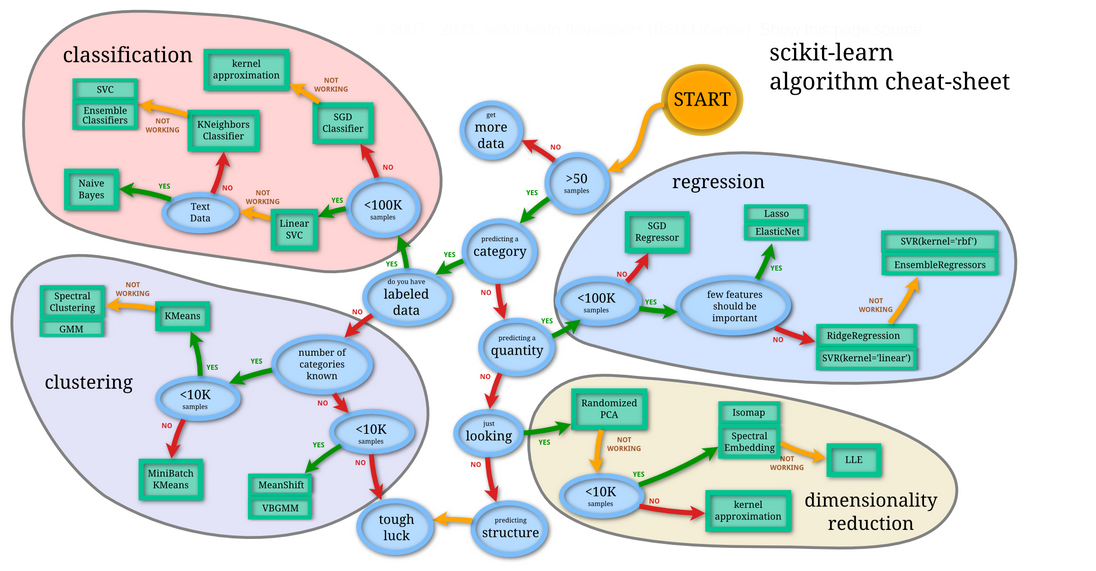 scikit-learn
algorithm cheat-sheet
START
get
more
data
NO
>50
samples
YES
predicting a
category
YES
NO
do you have
labeled
data
YES
NO
predicting a
quantity
YES
NO
just
looking
YES
NO
predicting
structure
tough
luck
classification
kernel
approximation
NOT
WORKING
SGD
Classifier
NO
<100K
samples
YES
Linear
SVC
NOT
WORKING
Text
Data
YES
Naive
Bayes
NO
KNeighbors
Classifier
NOT
WORKING
SVC
Ensemble
Classifiers
regression
<100K
samples
NO
SGD
Regressor
YES
few features
should be
important
YES
Lasso
ElasticNet
NO
RidgeRegression
SVR(kernel='linear')
NOT
WORKING
SVR(kernel='rbf')
EnsembleRegressors
clustering
number of
categories
known
YES
<10K
samples
YES
KMeans
NOT
WORKING
Spectral
Clustering
GMM
NO
MiniBatch
KMeans
NO
<10K
samples
YES
MeanShift
VBGMM
NO
dimensionality
reduction
Randomized
PCA
NOT
WORKING
<10K
samples
YES
Isomap
Spectral
Embedding
NOT
WORKING
LLE
NO
kernel
approximation